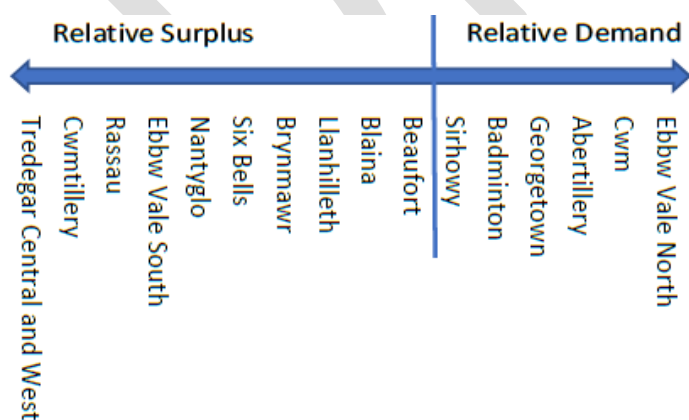 Relative Surplus
Relative Demand
Tredegar Central and West
Cwmtillery
Rassau
Ebbw Vale South
Nantyglo
Six Bells
Brynmawr
Llanhilleth
Blaina
Beaufort
Sirhowy
Badminton
Georgetown
Abertillery
Cwm
Ebbw Vale North